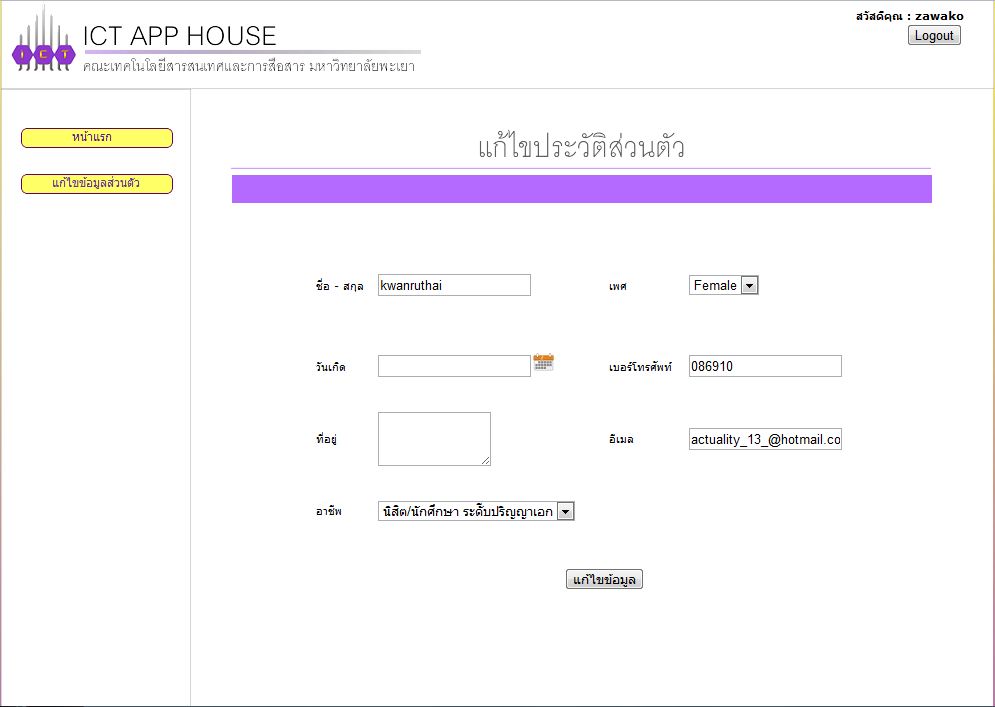 ICT APP HOUSE
ICT
คณะเทคโนโลยีสารสนเทศและการสื่อสาร มหาวิทยาลัยพะเยา
สวัสดีคุณ : zawako
Logout
หน้าแรก
แก้ไขข้อมูลส่วนตัว
แก้ไขประวัติส่วนตัว
ชื่อ - สกุล kwanruthai เพศ Female
วันเกิด เบอร์โทรศัพท์ 086910
ที่อยู่ อีเมล actuality_13_@hotmail.co
อาชีพ นิสิต/นักศึกษา ระดับปริญญาเอก
แก้ไขข้อมูล